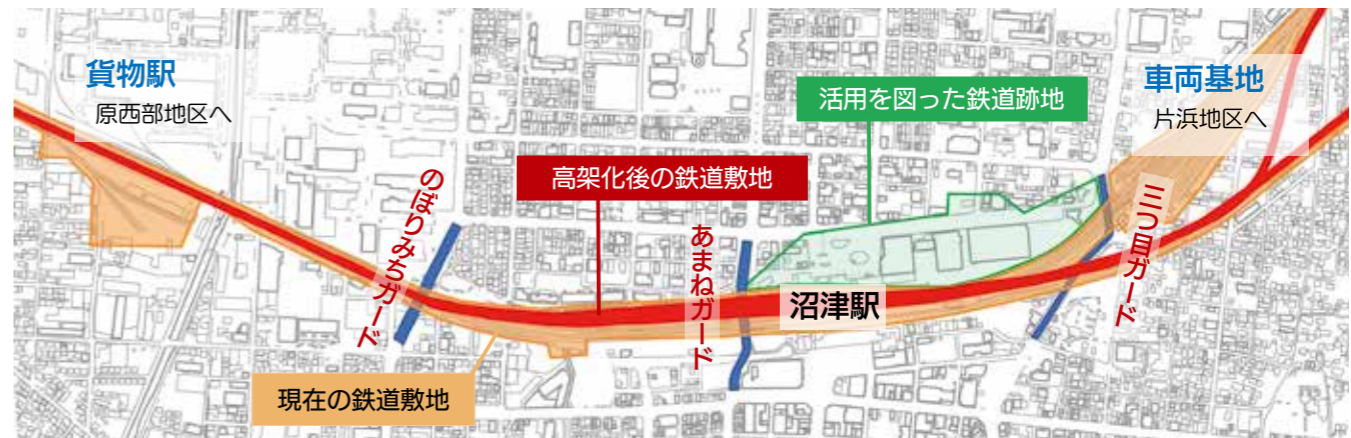 貨物駅
原西部地区へ
車両基地
片浜地区へ
活用を図った鉄道跡地
高架化後の鉄道敷地
のぼりみちガード
あまねガード
三つ目ガード
沼津駅
現在の鉄道敷地